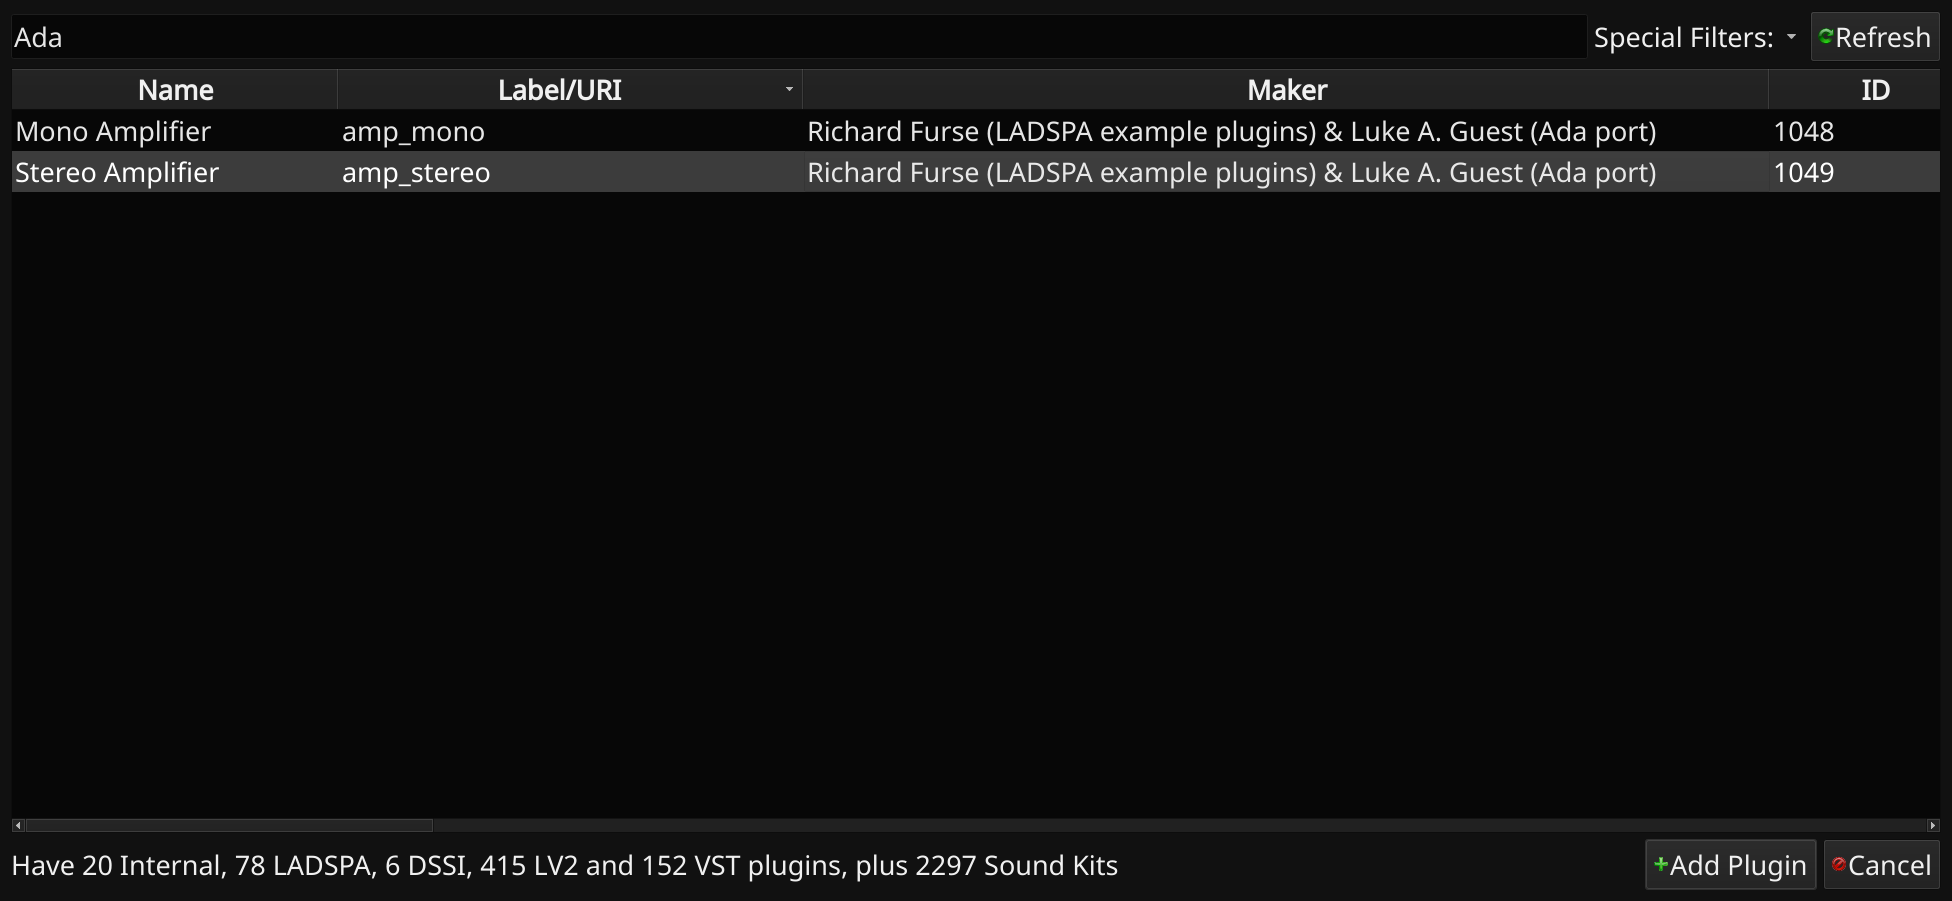 Ada Special Filters: Refresh
Name Label/URI Maker ID
Mono Amplifier amp_mono Richard Furse (LADSPA example plugins) & Luke A. Guest (Ada port) 1048
Stereo Amplifier amp_stereo Richard Furse (LADSPA example plugins) & Luke A. Guest (Ada port) 1049
Have 20 Internal, 78 LADSPA, 6 DSSI, 415 LV2 and 152 VST plugins, plus 2297 Sound Kits Add Plugin Cancel